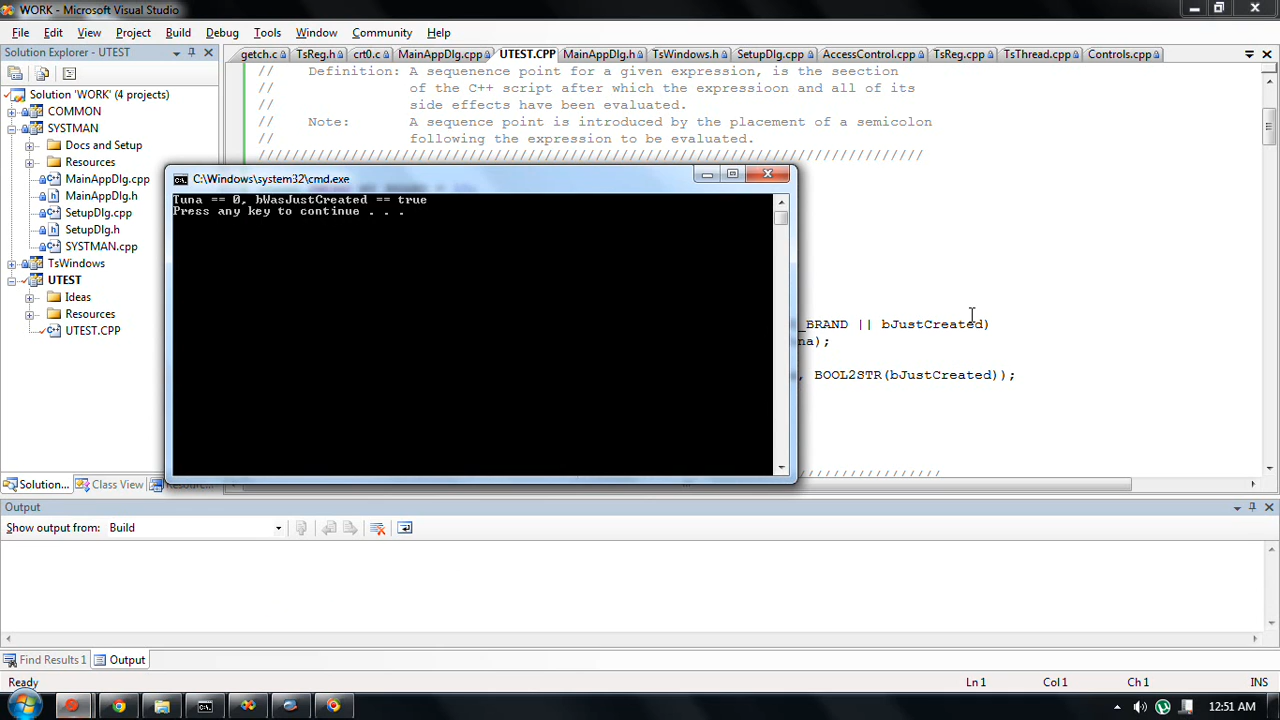 WORK - Microsoft Visual Studio
File Edit View Project Build Debug Tools Window Community Help
Solution Explorer - UTEST
getch.c TsReg.h crt0.c MainAppDlg.cpp UTEST.CPP MainAppDlg.h TsWindows.h SetupDlg.cpp AccessControl.cpp TsReg.cpp TsThread.cpp Controls.cpp
Solution 'WORK' (4 projects)
COMMON
SYSTMAN
Docs and Setup
Resources
MainAppDlg.cpp
MainAppDlg.h
SetupDlg.cpp
SetupDlg.h
SYSTMAN.cpp
TsWindows
UTEST
Ideas
Resources
UTEST.CPP
Solution... Class View
// Definition: A sequenence point for a given expression, is the seection
// of the C++ script after which the expressioon and all of its
// side effects have been evaluated.
// Note: A sequence point is introduced by the placement of a semicolon
// following the expression to be evaluated.
///////////////////////////////////////////////////////////////////////////////
C:\Windows\system32\cmd.exe
Tuna == 0, bWasJustCreated == true
Press any key to continue . . .
_BRAND || bJustCreated)
na);
, BOOL2STR(bJustCreated));
/////////////////
Output
Show output from: Build
Find Results 1 Output
Ready Ln 1 Col 1 Ch 1 INS
12:51 AM